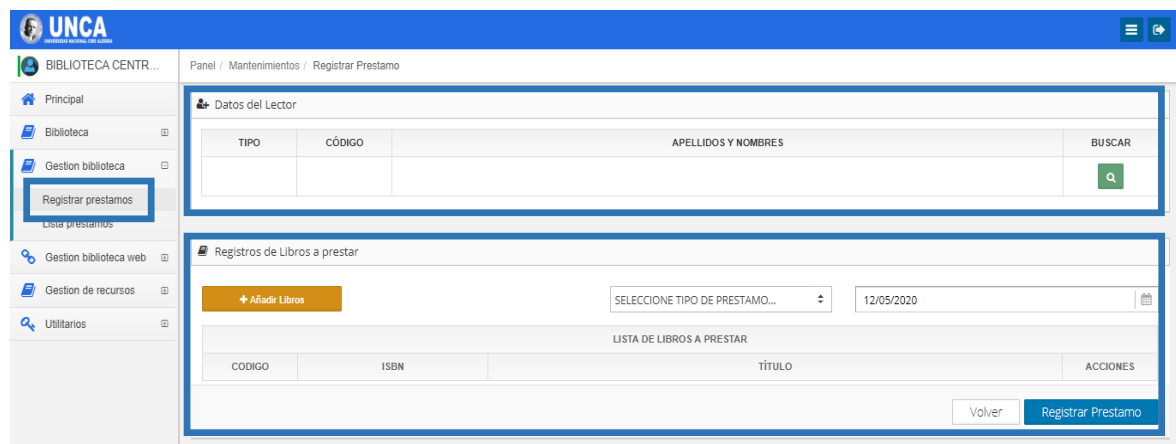 UNCA
UNIVERSIDAD NACIONAL CIRO ALEGRIA
BIBLIOTECA CENTR...
Panel / Mantenimientos / Registrar Prestamo
Principal
Biblioteca
Gestion biblioteca
Registrar prestamos
Lista prestamos
Gestion biblioteca web
Gestion de recursos
Utilitarios
Datos del Lector
TIPO CÓDIGO APELLIDOS Y NOMBRES BUSCAR
Registros de Libros a prestar
+ Añadir Libros SELECCIONE TIPO DE PRESTAMO... 12/05/2020
LISTA DE LIBROS A PRESTAR
CODIGO ISBN TÍTULO ACCIONES
Volver Registrar Prestamo